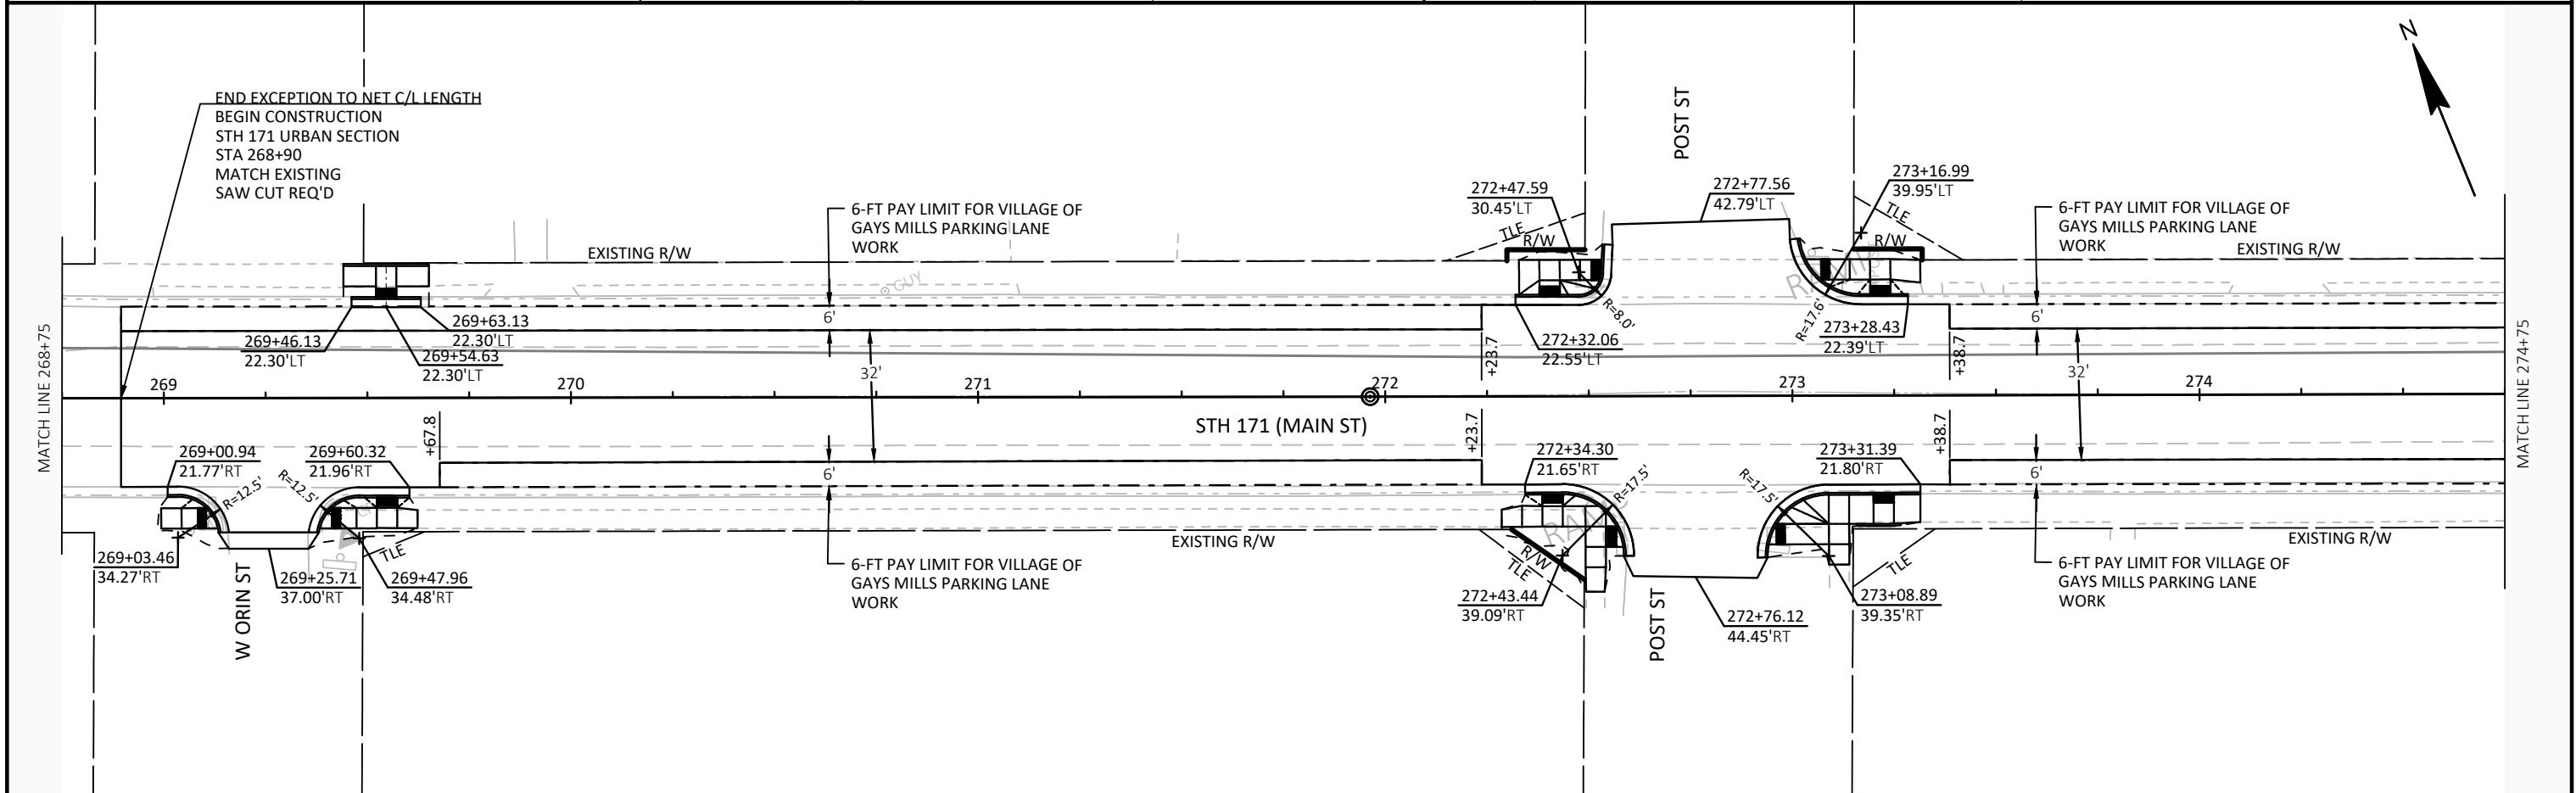 N
END EXCEPTION TO NET C/L LENGTH
BEGIN CONSTRUCTION
STH 171 URBAN SECTION
STA 268+90
MATCH EXISTING
SAW CUT REQ'D
POST ST
272+47.59
30.45'LT
272+77.56
42.79'LT
273+16.99
39.95'LT
6-FT PAY LIMIT FOR VILLAGE OF
GAYS MILLS PARKING LANE
WORK
6-FT PAY LIMIT FOR VILLAGE OF
GAYS MILLS PARKING LANE
WORK
EXISTING R/W
TLE
R/W
TLE
R/W
EXISTING R/W
GUY
R=8.0'
R=17.6'
6'
6'
269+46.13
22.30'LT
269+63.13
22.30'LT
269+54.63
22.30'LT
272+32.06
22.55'LT
273+28.43
22.39'LT
+23.7
+38.7
32'
32'
MATCH LINE 268+75
MATCH LINE 274+75
269
270
271
272
273
274
STH 171 (MAIN ST)
+67.8
+23.7
+38.7
269+00.94
21.77'RT
269+60.32
21.96'RT
272+34.30
21.65'RT
273+31.39
21.80'RT
R=12.5'
R=12.5'
R=17.5'
R=17.5'
6'
6'
EXISTING R/W
EXISTING R/W
TLE
R/W
TLE
TLE
269+03.46
34.27'RT
W ORIN ST
269+25.71
37.00'RT
269+47.96
34.48'RT
6-FT PAY LIMIT FOR VILLAGE OF
GAYS MILLS PARKING LANE
WORK
272+43.44
39.09'RT
POST ST
272+76.12
44.45'RT
273+08.89
39.35'RT
6-FT PAY LIMIT FOR VILLAGE OF
GAYS MILLS PARKING LANE
WORK